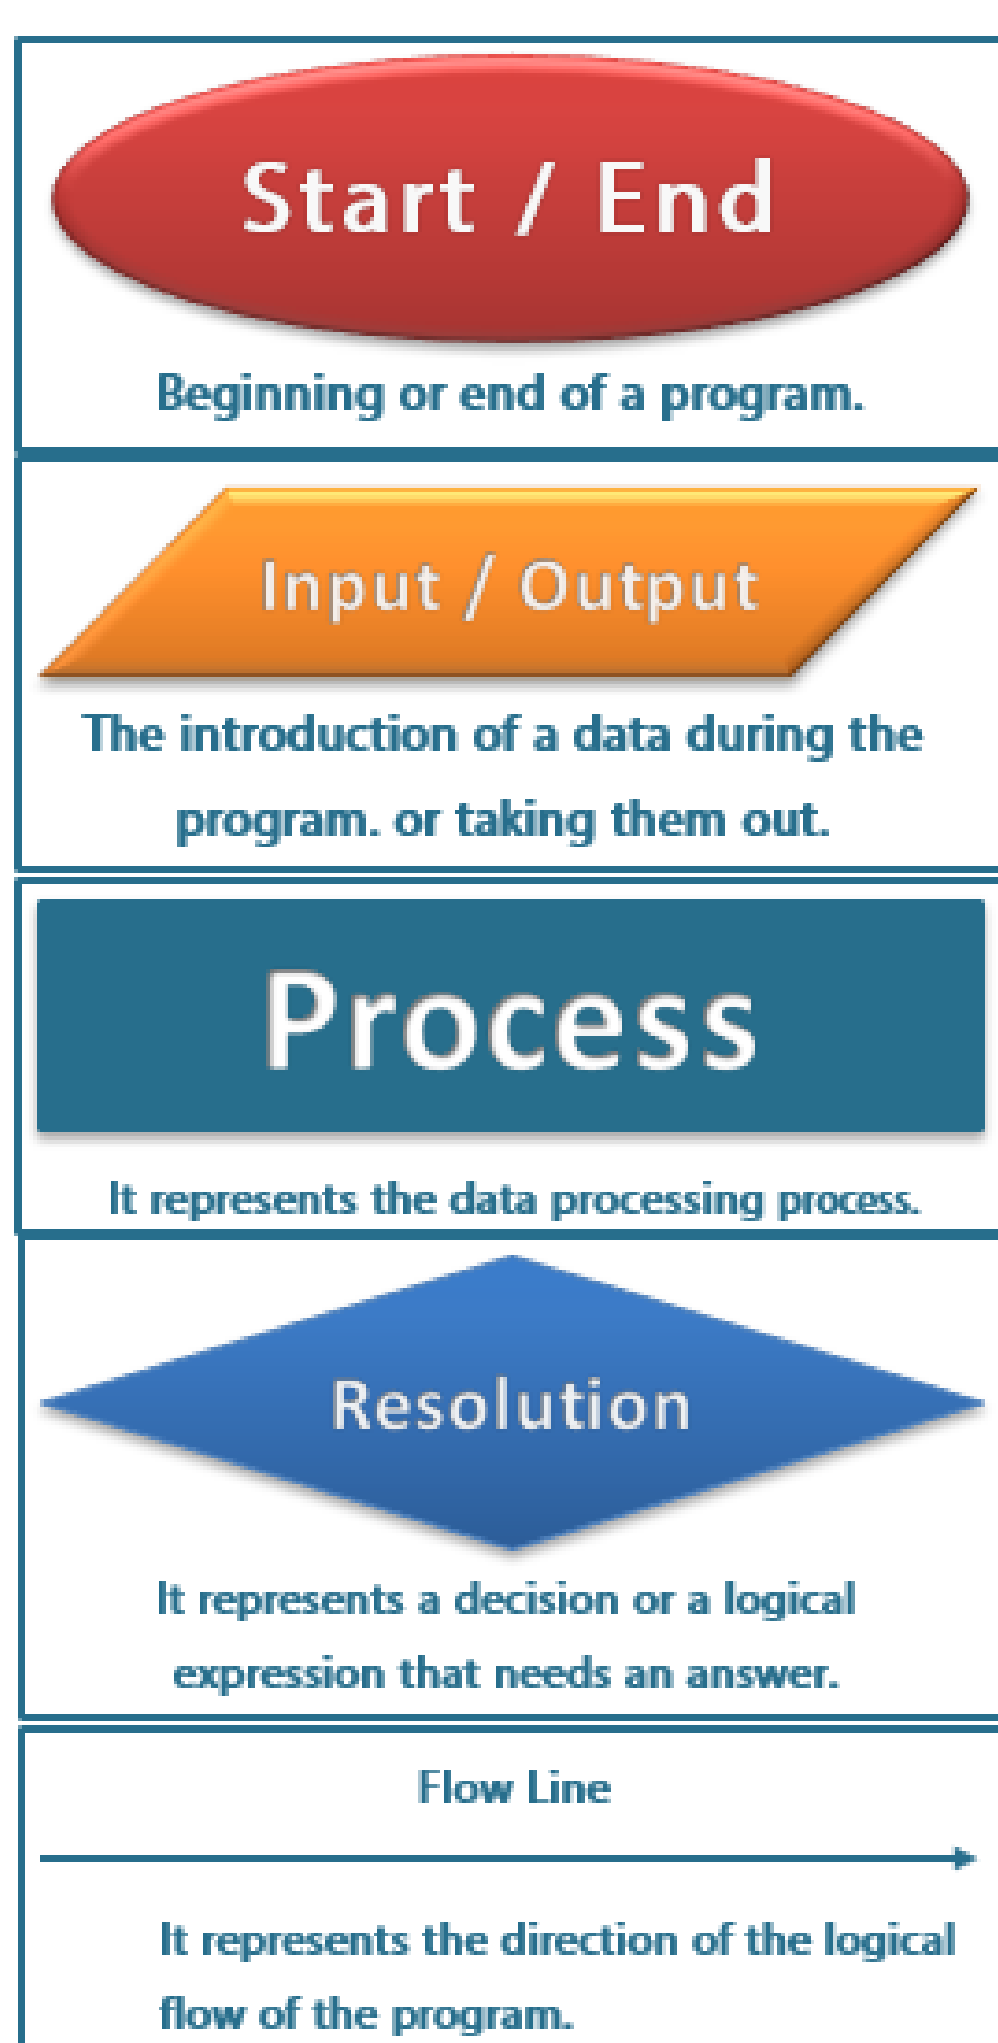 Start / End
Beginning or end of a program.
Input / Output
The introduction of a data during the
program. or taking them out.
Process
It represents the data processing process.
Resolution
It represents a decision or a logical
expression that needs an answer.
Flow Line
It represents the direction of the logical
flow of the program.